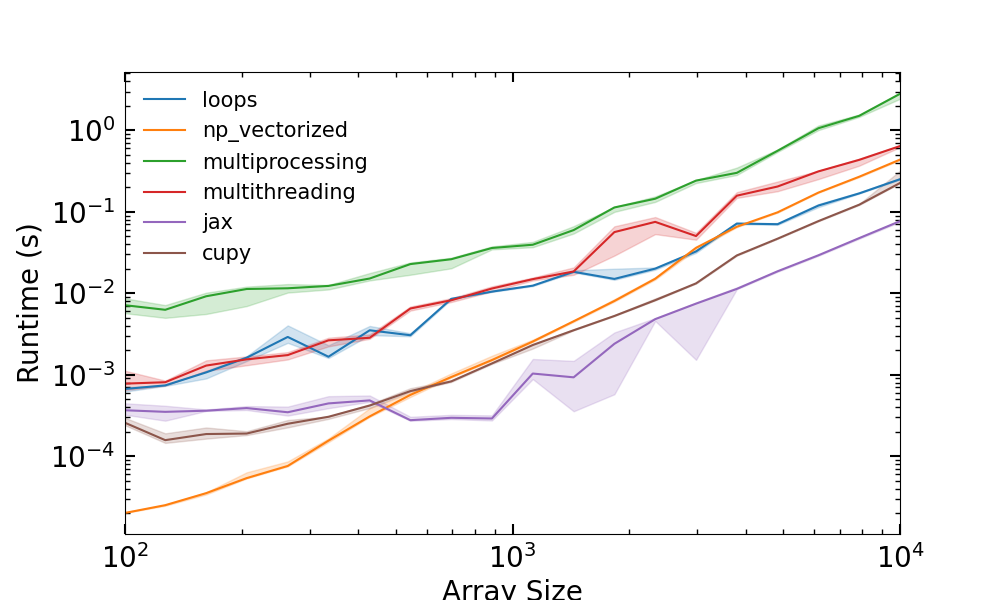 loops
np_vectorized
multiprocessing
multithreading
jax
cupy
Runtime (s)
10⁰
10⁻¹
10⁻²
10⁻³
10⁻⁴
10² 10³ 10⁴
Array Size